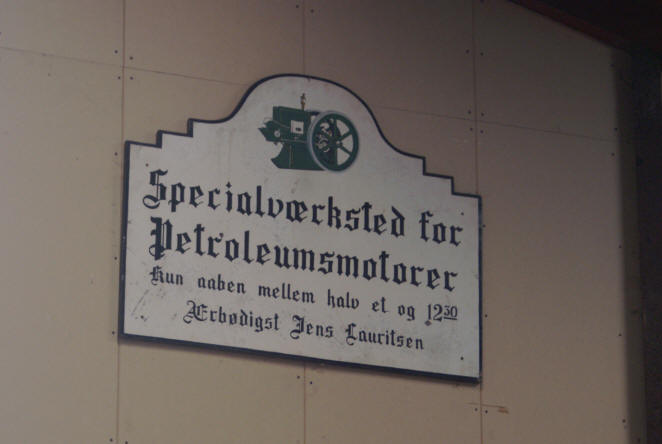 Specialværksted for
Petroleumsmotorer
Kun aaben mellem halv et og 12³⁰
Ærbødigst Jens Lauritsen